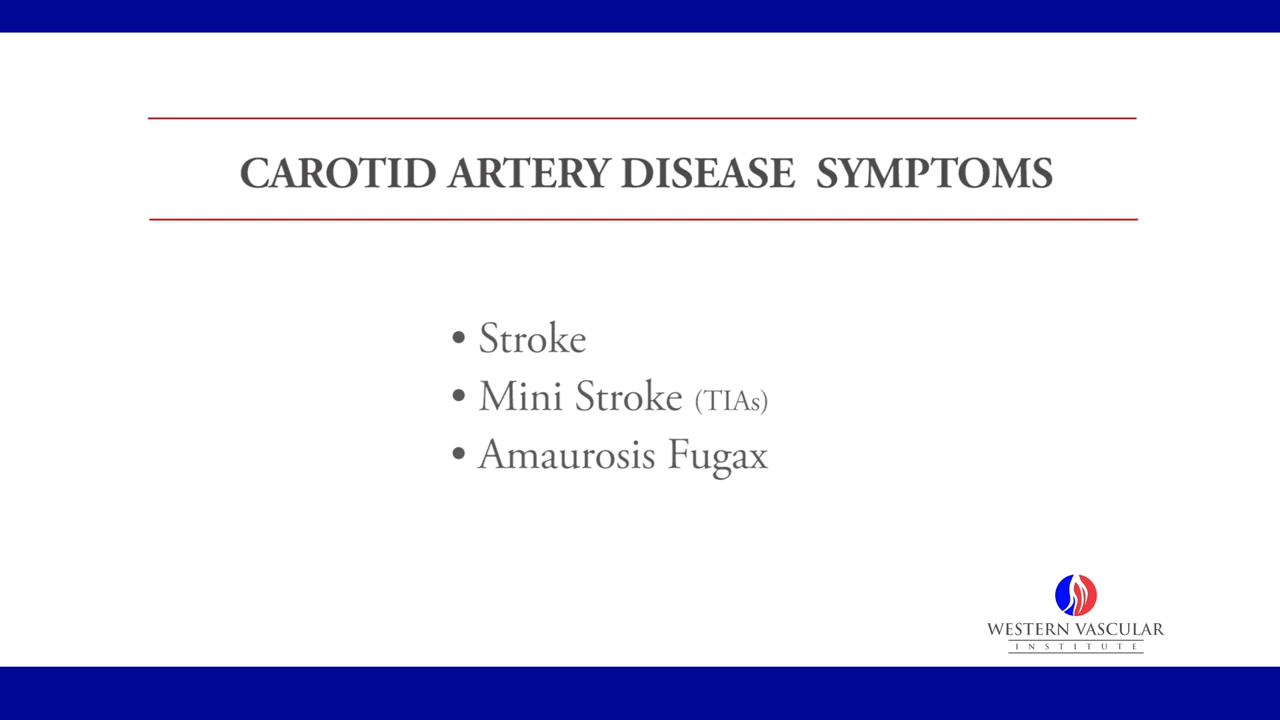 CAROTID ARTERY DISEASE SYMPTOMS
• Stroke
• Mini Stroke (TIAs)
• Amaurosis Fugax
WESTERN VASCULAR
INSTITUTE